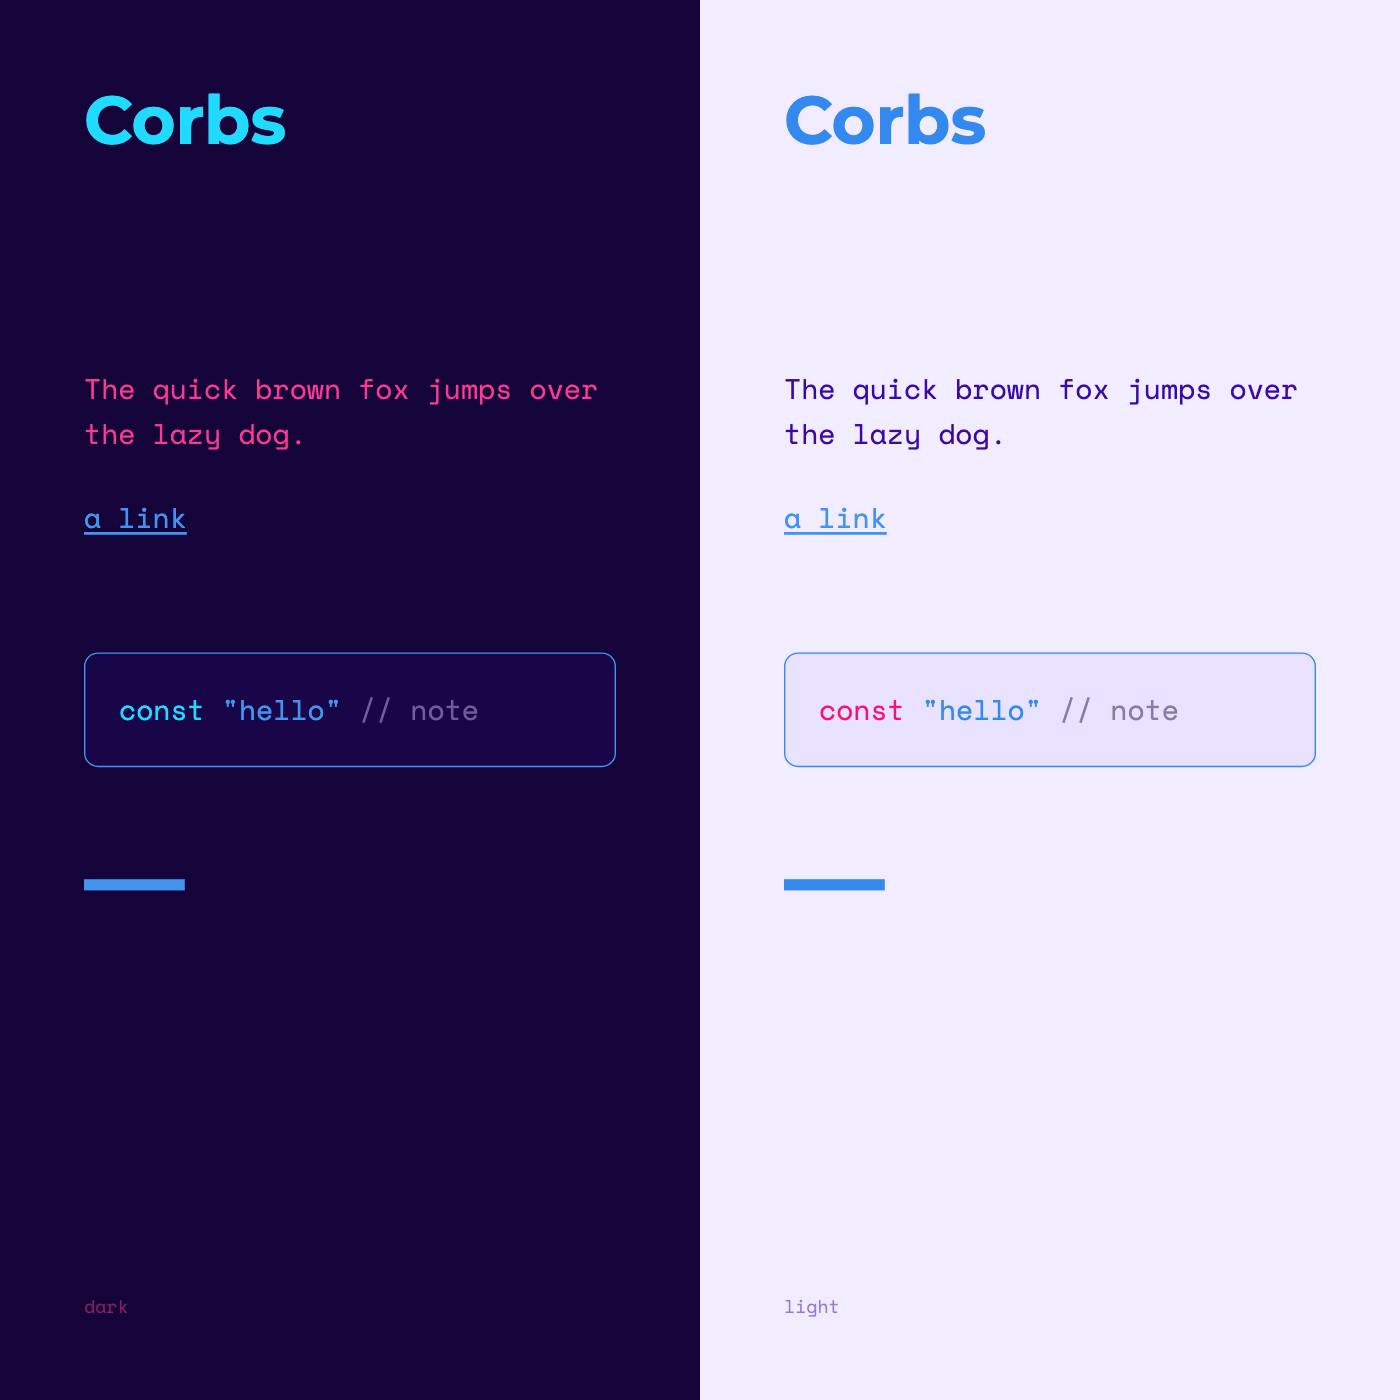 Corbs
The quick brown fox jumps over
the lazy dog.
a link
const "hello" // note
dark
Corbs
The quick brown fox jumps over
the lazy dog.
a link
const "hello" // note
light